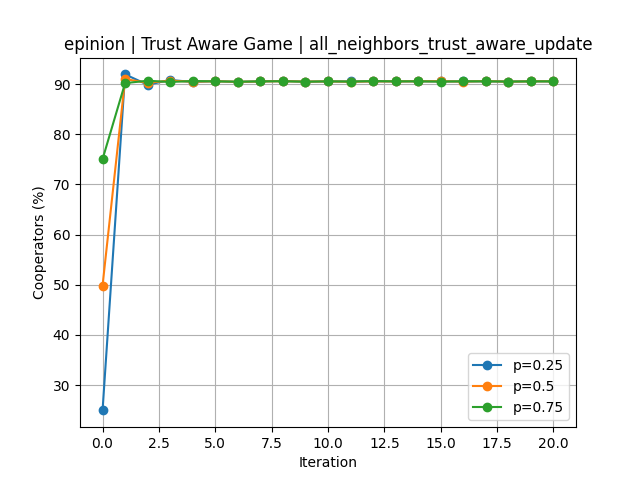 epinion | Trust Aware Game | all_neighbors_trust_aware_update
Cooperators (%)
90
80
70
60
50
40
30
0.0 2.5 5.0 7.5 10.0 12.5 15.0 17.5 20.0
Iteration
p=0.25
p=0.5
p=0.75